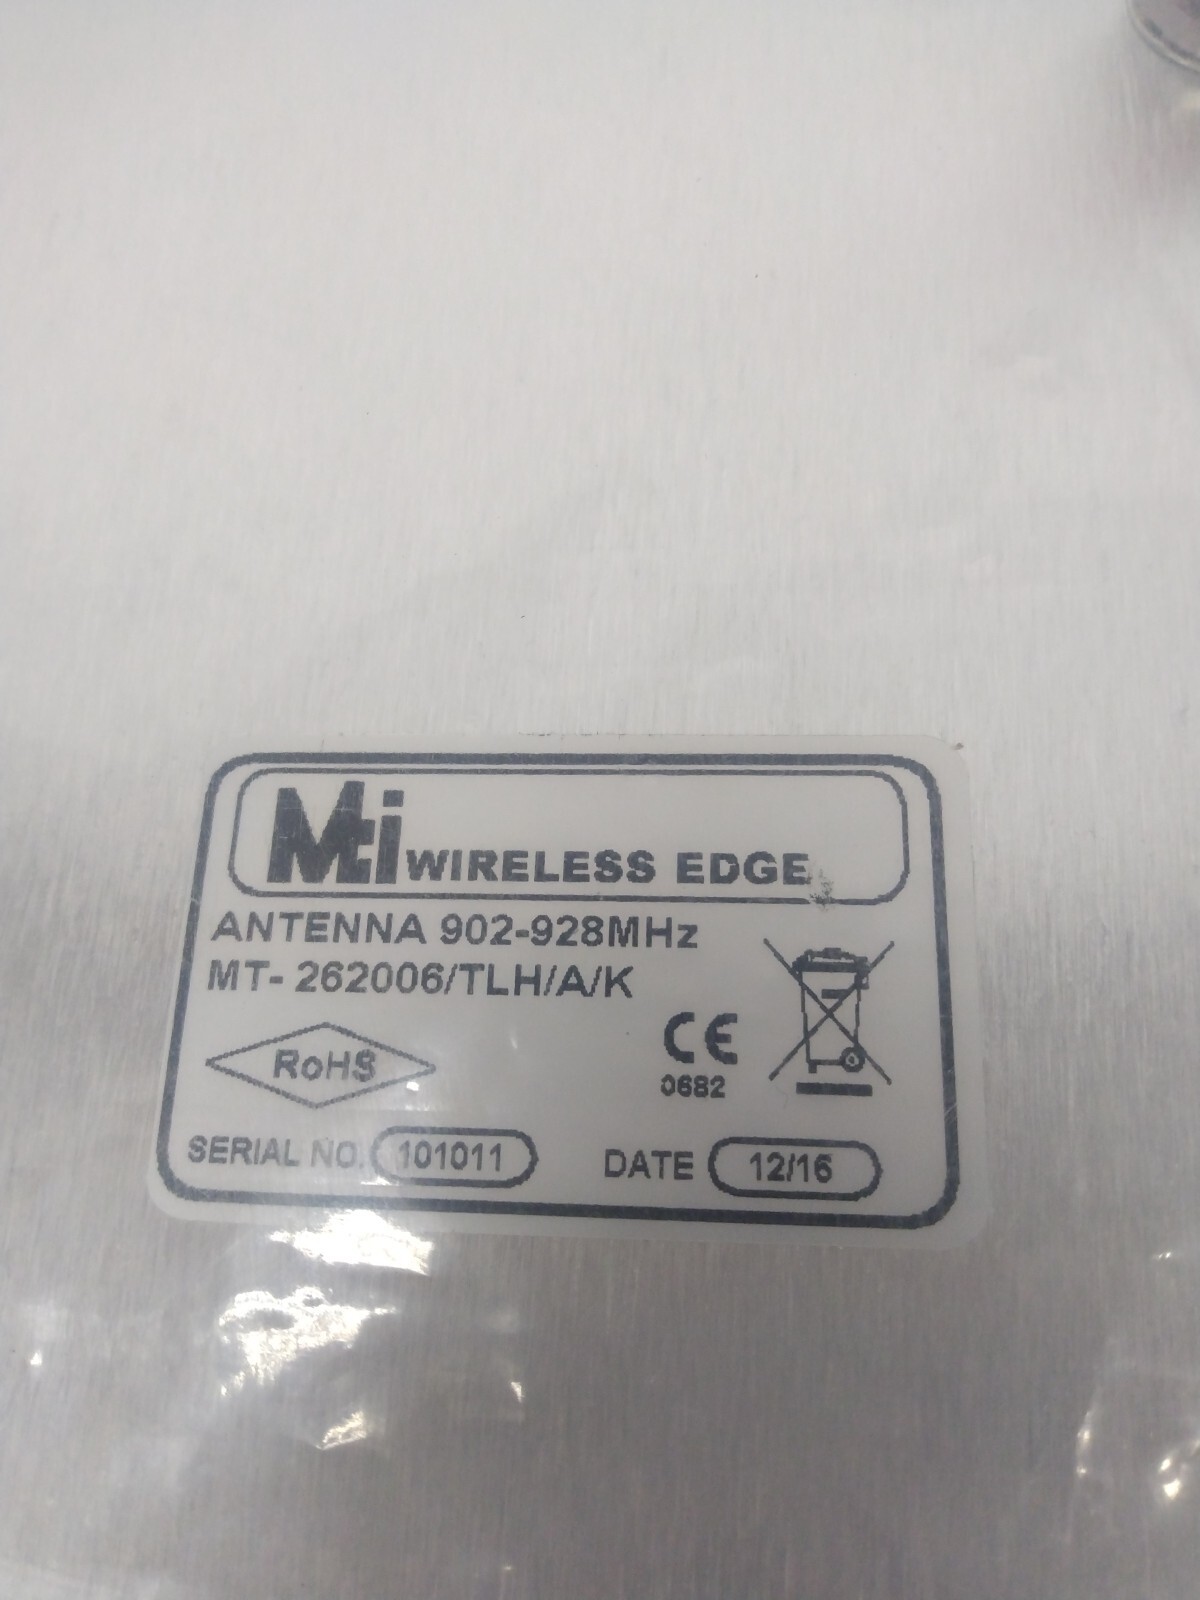 Mti WIRELESS EDGE
ANTENNA 902-928MHz
MT- 262006/TLH/A/K
RoHS
CE
0682
SERIAL NO. 101011
DATE 12/16